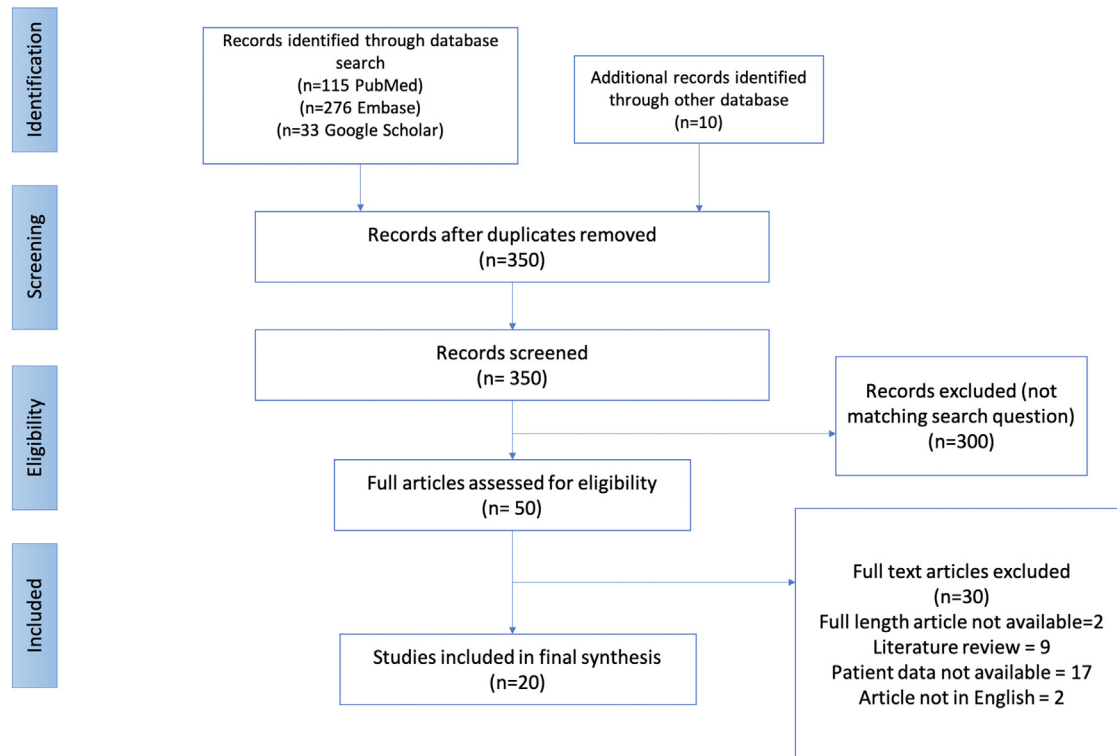 Identification
Records identified through database
search
(n=115 PubMed)
(n=276 Embase)
(n=33 Google Scholar)
Additional records identified
through other database
(n=10)
Screening
Records after duplicates removed
(n=350)
Records screened
(n= 350)
Eligibility
Records excluded (not
matching search question)
(n=300)
Full articles assessed for eligibility
(n= 50)
Included
Full text articles excluded
(n=30)
Full length article not available=2
Literature review = 9
Patient data not available = 17
Article not in English = 2
Studies included in final synthesis
(n=20)